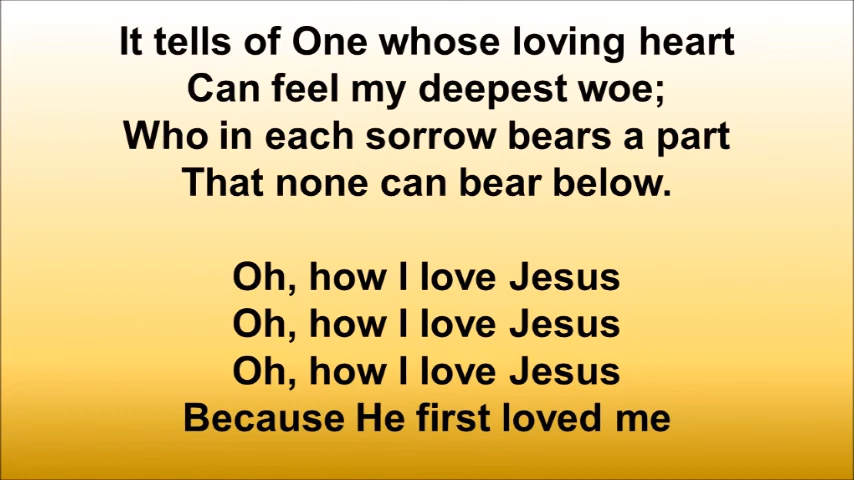 It tells of One whose loving heart
Can feel my deepest woe;
Who in each sorrow bears a part
That none can bear below.
Oh, how I love Jesus
Oh, how I love Jesus
Oh, how I love Jesus
Because He first loved me